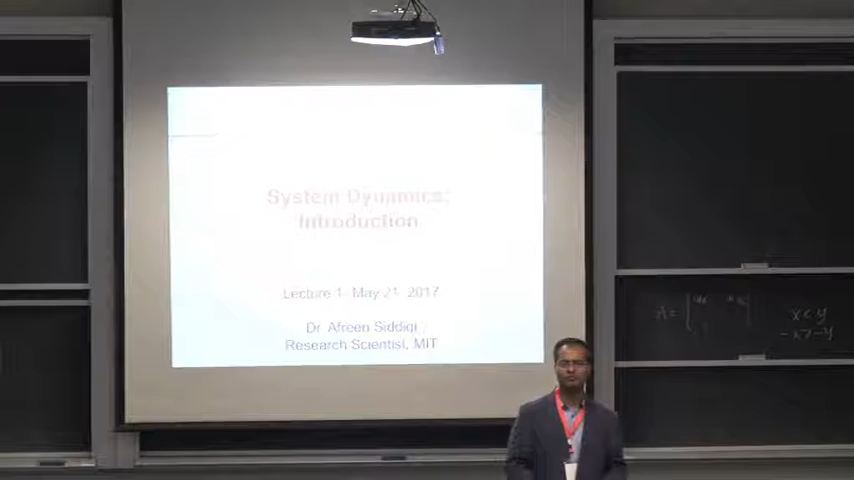 System Dynamics:
Introduction
Lecture 1, May 21, 2017
Dr. Afreen Siddiqi
Research Scientist, MIT
A =
x < y
-x > -y